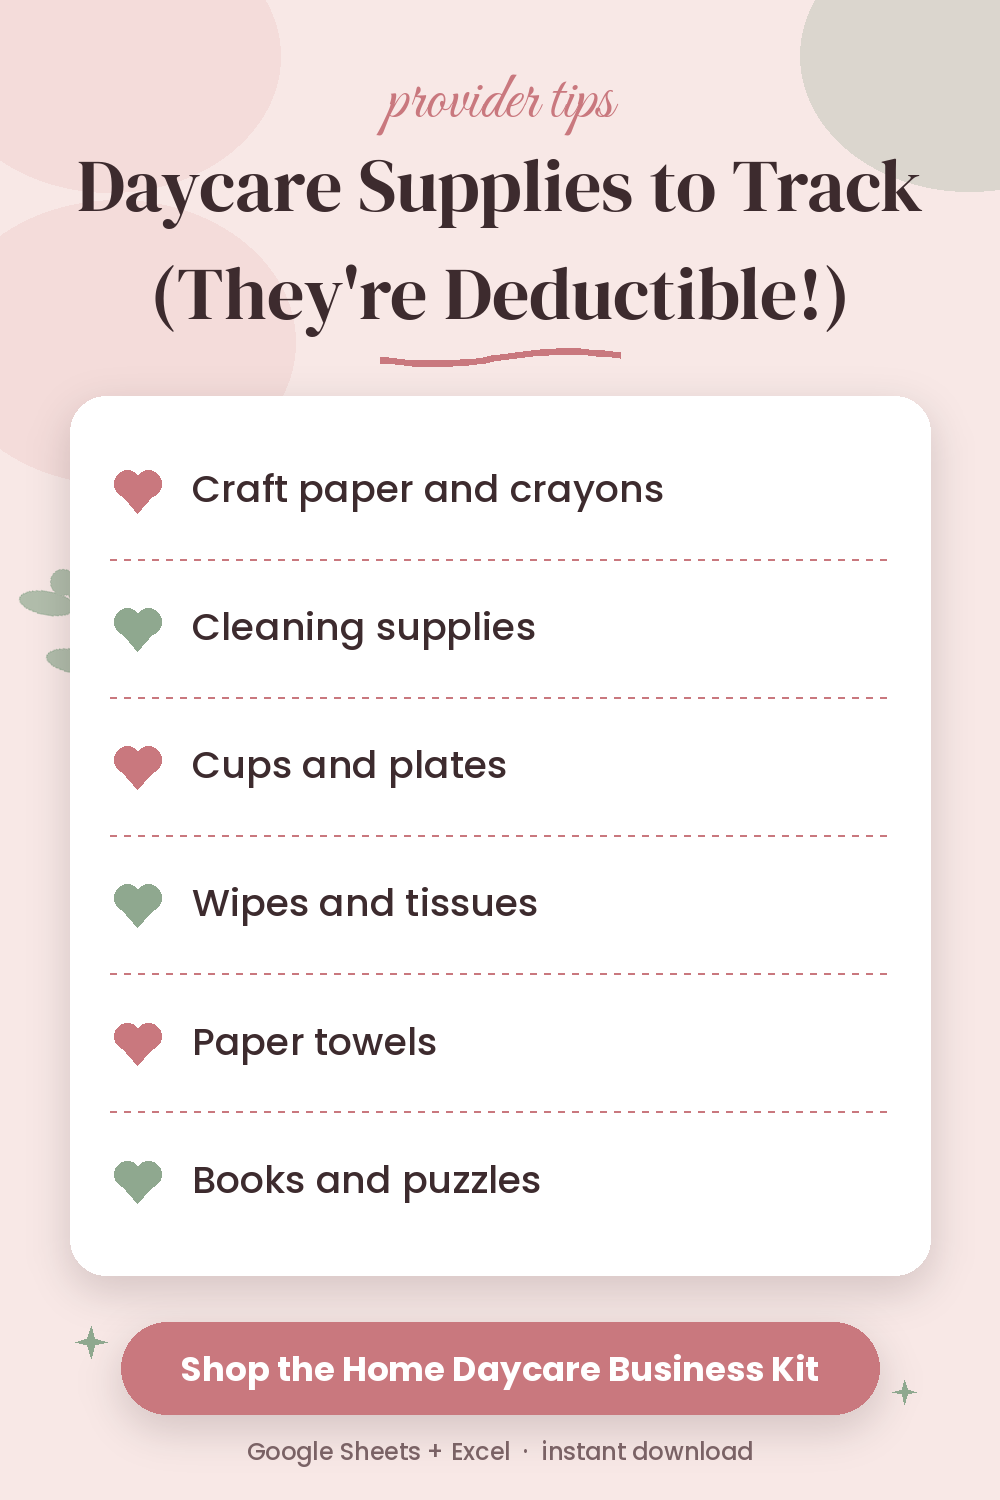 provider tips
Daycare Supplies to Track
(They're Deductible!)
Craft paper and crayons
Cleaning supplies
Cups and plates
Wipes and tissues
Paper towels
Books and puzzles
Shop the Home Daycare Business Kit
Google Sheets + Excel · instant download